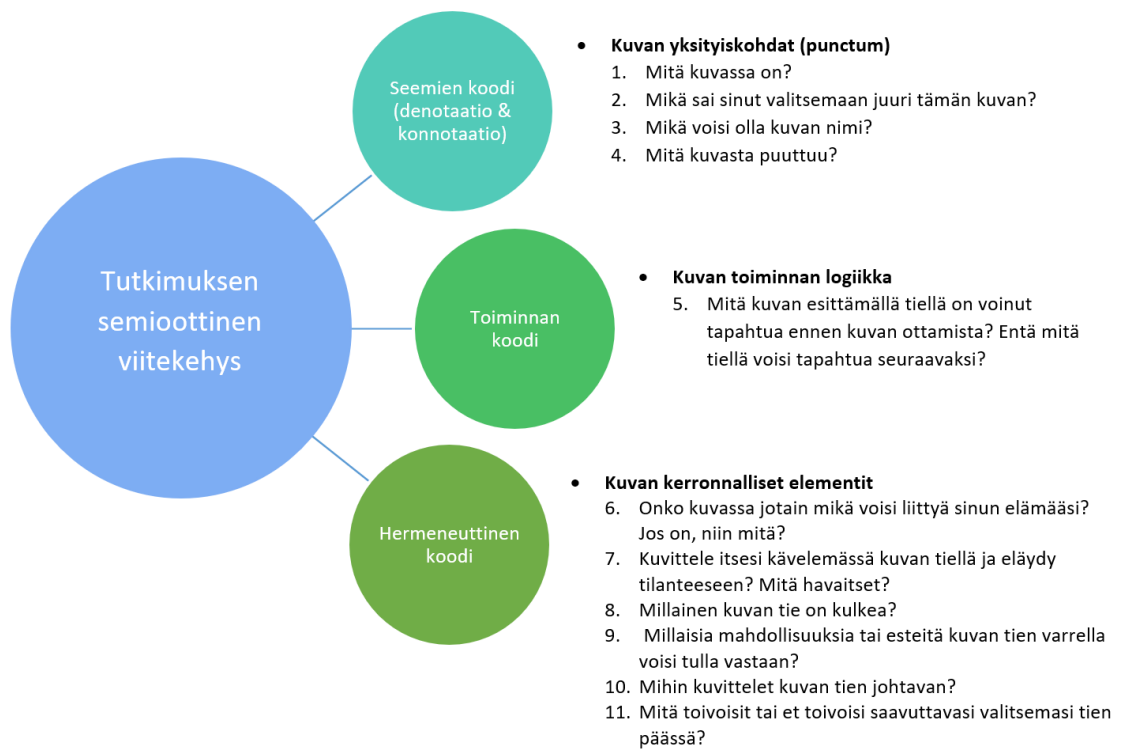 Tutkimuksen
semioottinen
viitekehys
Seemien koodi
(denotaatio &
konnotaatio)
• Kuvan yksityiskohdat (punctum)
1. Mitä kuvassa on?
2. Mikä sai sinut valitsemaan juuri tämän kuvan?
3. Mikä voisi olla kuvan nimi?
4. Mitä kuvasta puuttuu?
Toiminnan
koodi
• Kuvan toiminnan logiikka
5. Mitä kuvan esittämällä tiellä on voinut
tapahtua ennen kuvan ottamista? Entä mitä
tiellä voisi tapahtua seuraavaksi?
Hermeneuttinen
koodi
• Kuvan kerronnalliset elementit
6. Onko kuvassa jotain mikä voisi liittyä sinun elämääsi?
Jos on, niin mitä?
7. Kuvittele itsesi kävelemässä kuvan tiellä ja eläydy
tilanteeseen? Mitä havaitset?
8. Millainen kuvan tie on kulkea?
9. Millaisia mahdollisuuksia tai esteitä kuvan tien varrella
voisi tulla vastaan?
10. Mihin kuvittelet kuvan tien johtavan?
11. Mitä toivoisit tai et toivoisi saavuttavasi valitsemasi tien
päässä?